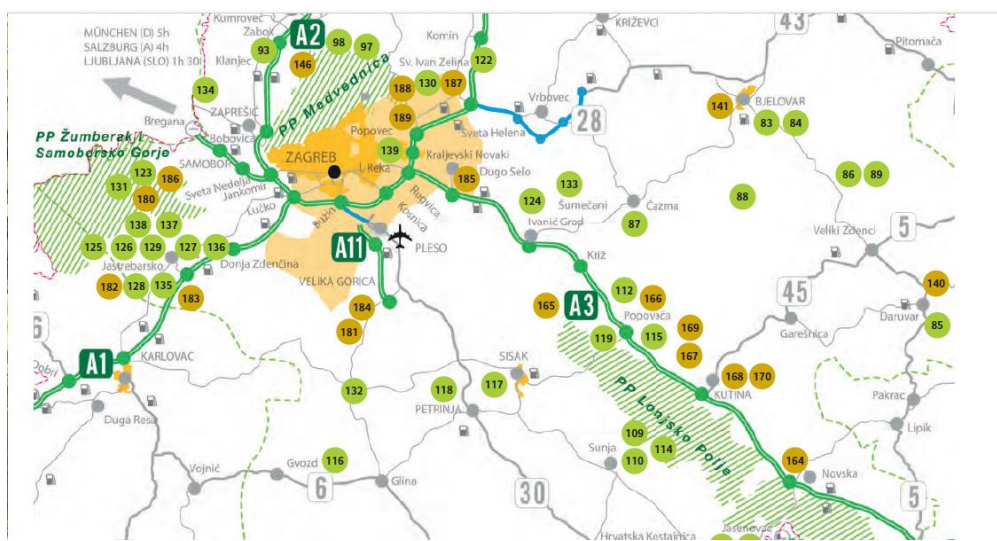 Kumrovec
Zabok
A2
93
98
97
146
Klanjec
MÜNCHEN (D) 5h
SALZBURG (A) 4h
LJUBLJANA (SLO) 1h 30
134
Bregana
ZAPREŠIĆ
Bobovica
SAMOBOR
PP Medvednica
Komin
Sv. Ivan Zelina
122
188
130
187
189
Popovec
139
Sveta Helena
Kraljevski Novaki
Dugo Selo
185
Vrbovec
28
KRIŽEVCI
43
Pitomača
141
BJELOVAR
83
84
PP Žumberak i
Samoborsko Gorje
123
131
186
180
138
137
Sveta Nedelja
Jankomir
Lučko
ZAGREB
I. Reka
Buzin
Kosnica
Rugvica
PLESO
A11
VELIKA GORICA
184
181
125
126
129
127
136
Jastrebarsko
Donja Zdenčina
182
128
135
183
133
124
Šumečani
Ivanić Grad
Čazma
87
88
86
89
Veliki Zdenci
5
Križ
112
165
A3
166
Popovača
119
115
169
167
45
Garešnica
140
Daruvar
85
6
Dobri
A1
KARLOVAC
Duga Resa
132
118
117
SISAK
PETRINJA
168
170
KUTINA
PP Lonjsko Polje
Pakrac
Lipik
109
Sunja
114
110
Vojnić
Gvozd
116
6
Glina
30
164
Novska
5
Hrvatska Kostajnica
Jasenovac